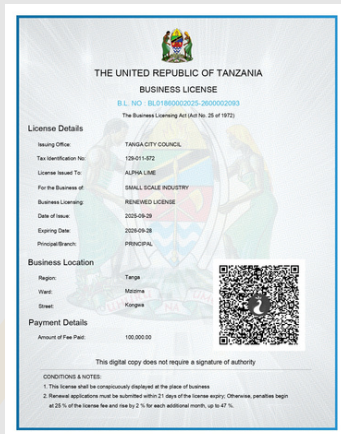 THE UNITED REPUBLIC OF TANZANIA
BUSINESS LICENSE
B.L. NO : BL01660002025-2600002093
The Business Licensing Act (Act No. 25 of 1972)
License Details
Issuing Office: TANGA CITY COUNCIL
Tax Identification No: 129-011-572
License Issued To: ALPHA LIME
For the Business of: SMALL SCALE INDUSTRY
Business Licensing: RENEWED LICENSE
Date of Issue: 2025-09-29
Expiring Date: 2026-09-28
Principal/Branch: PRINCIPAL
Business Location
Region: Tanga
Ward: Mzizima
Street: Kongwa
Payment Details
Amount of Fee Paid: 100,000.00
This digital copy does not require a signature of authority
CONDITIONS & NOTES:
1. This license shall be conspicuously displayed at the place of business
2. Renewal applications must be submitted within 21 days of the license expiry; Otherwise, penalties begin
at 25 % of the license fee and rise by 2 % for each additional month, up to 47 %.